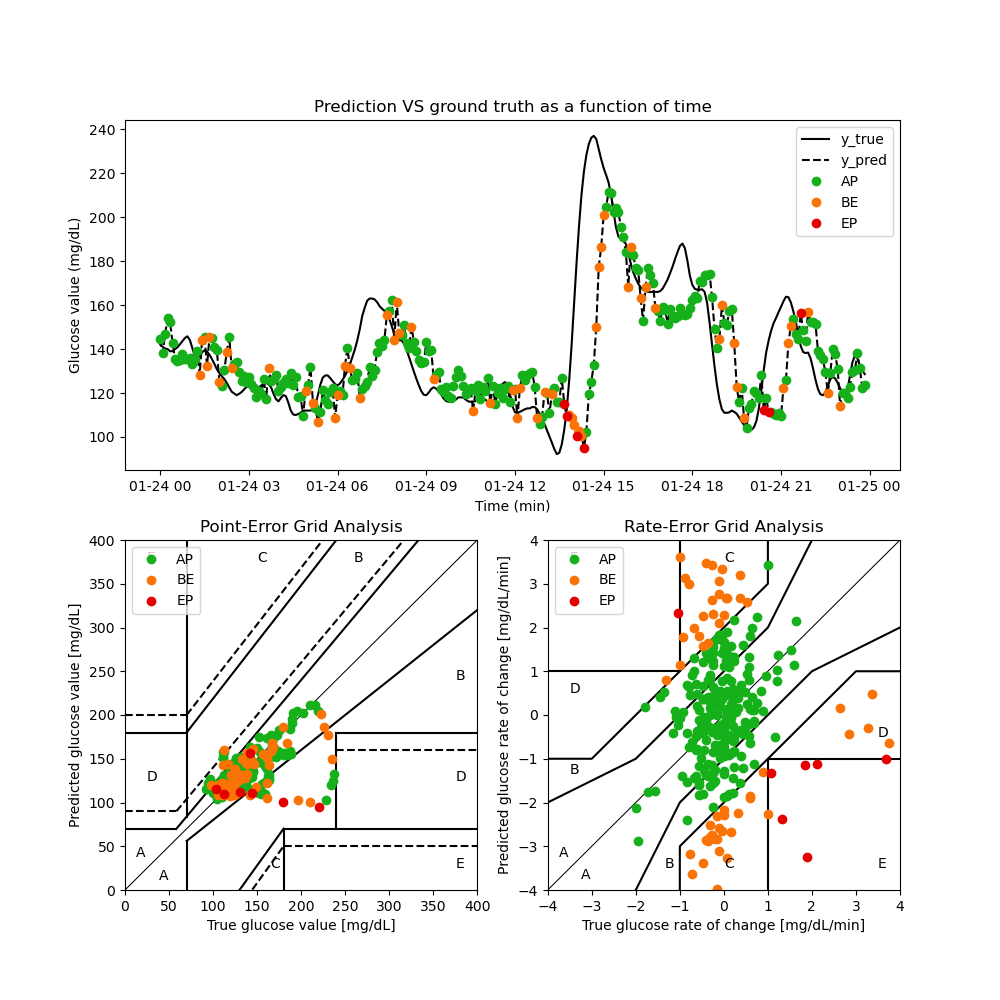 Prediction VS ground truth as a function of time
Glucose value (mg/dL)
240
220
200
180
160
140
120
100
y_true
y_pred
AP
BE
EP
01-24 00 01-24 03 01-24 06 01-24 09 01-24 12 01-24 15 01-24 18 01-24 21 01-25 00
Time (min)
Point-Error Grid Analysis
Predicted glucose value [mg/dL]
400
350
300
250
200
150
100
50
0
AP
BE
EP
C
B
B
D
D
A
A
C
E
0 50 100 150 200 250 300 350 400
True glucose value [mg/dL]
Rate-Error Grid Analysis
Predicted glucose rate of change [mg/dL/min]
4
3
2
1
0
−1
−2
−3
−4
AP
BE
EP
C
D
D
B
A
A
B
C
E
−4 −3 −2 −1 0 1 2 3 4
True glucose rate of change [mg/dL/min]